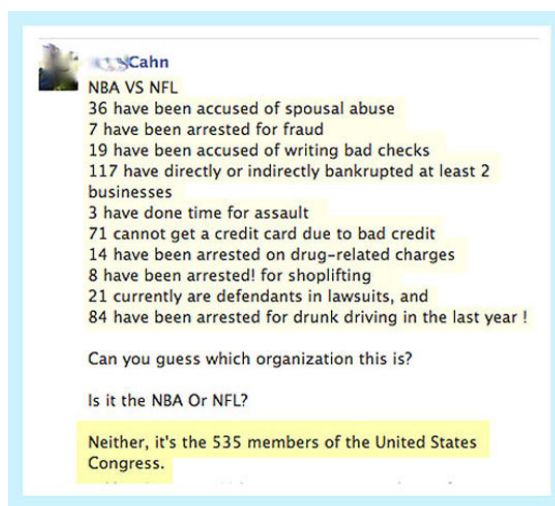 Cahn
NBA VS NFL
36 have been accused of spousal abuse
7 have been arrested for fraud
19 have been accused of writing bad checks
117 have directly or indirectly bankrupted at least 2
businesses
3 have done time for assault
71 cannot get a credit card due to bad credit
14 have been arrested on drug-related charges
8 have been arrested! for shoplifting
21 currently are defendants in lawsuits, and
84 have been arrested for drunk driving in the last year !
Can you guess which organization this is?
Is it the NBA Or NFL?
Neither, it's the 535 members of the United States
Congress.